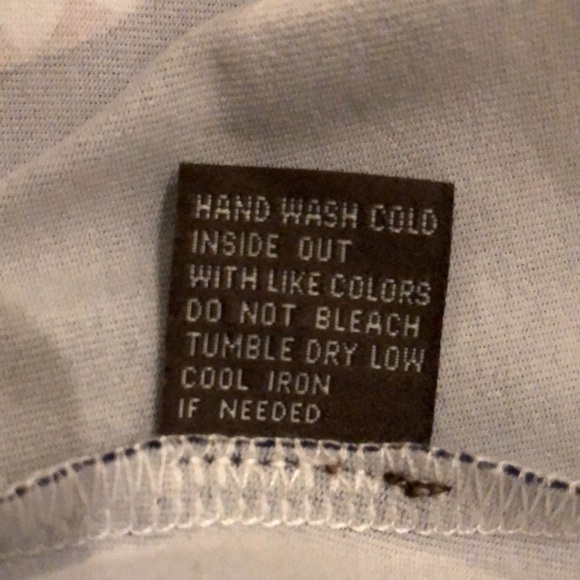 HAND WASH COLD
INSIDE OUT
WITH LIKE COLORS
DO NOT BLEACH
TUMBLE DRY LOW
COOL IRON
IF NEEDED